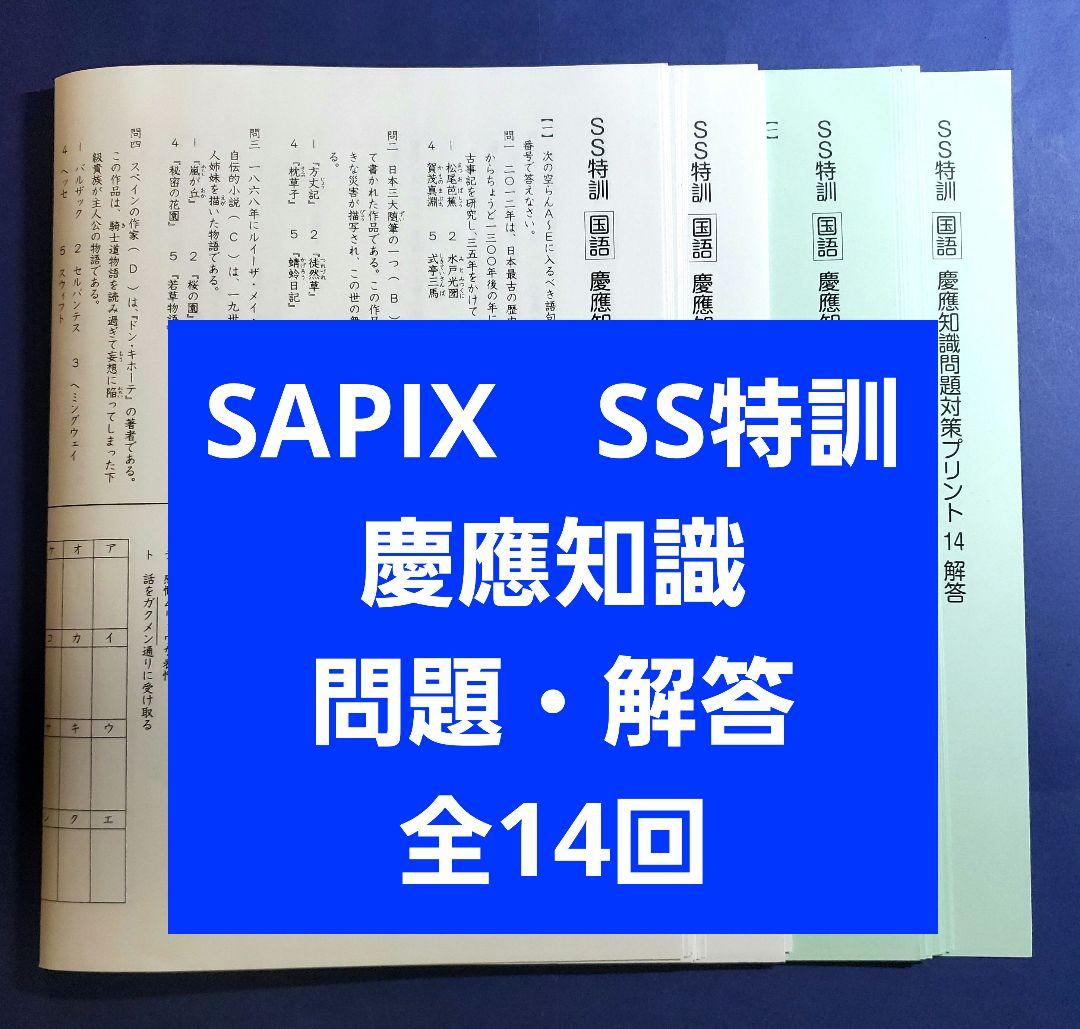 SAPIX　SS特訓
慶應知識
問題・解答
全14回
SS特訓 国語 慶應知識問題対策プリント 14 解答
SS特訓 国語 慶應知
SS特訓 国語 慶應知
SS特訓 国語 慶應知
【一】 次の空らんA～Eに入るべき語句
番号で答えなさい。
問一 二〇一二年は、日本最古の歴史
からちょうど一三〇〇年後の年に
古事記を研究し、三五年をかけて
1 松尾芭蕉 2 水戸光圀
4 賀茂真淵 5 式亭三馬
問二 日本三大随筆の一つ（B）
て書かれた作品である。この作品
きな災害が描写され、この世の無
る。
1 『方丈記』 2 『徒然草』
4 『枕草子』 5 『蜻蛉日記』
問三 一八六八年にルイーザ・メイ・
自伝的小説（C）は、一九世
人姉妹を描いた物語である。
1 『嵐が丘』 2 『桜の園』
4 『秘密の花園』 5 『若草物語』
問四 スペインの作家（D）は、『ドン・キホーテ』の著者である。
この作品は、騎士道物語を読み過ぎて妄想に陥ってしまった下
級貴族が主人公の物語である。
1 バルザック 2 セルバンテス 3 ヘミングウェイ
4 ヘッセ 5 スウィフト
ト 話をガクメン通りに受け取る
ア イ ウ エ
オ カ キ ク